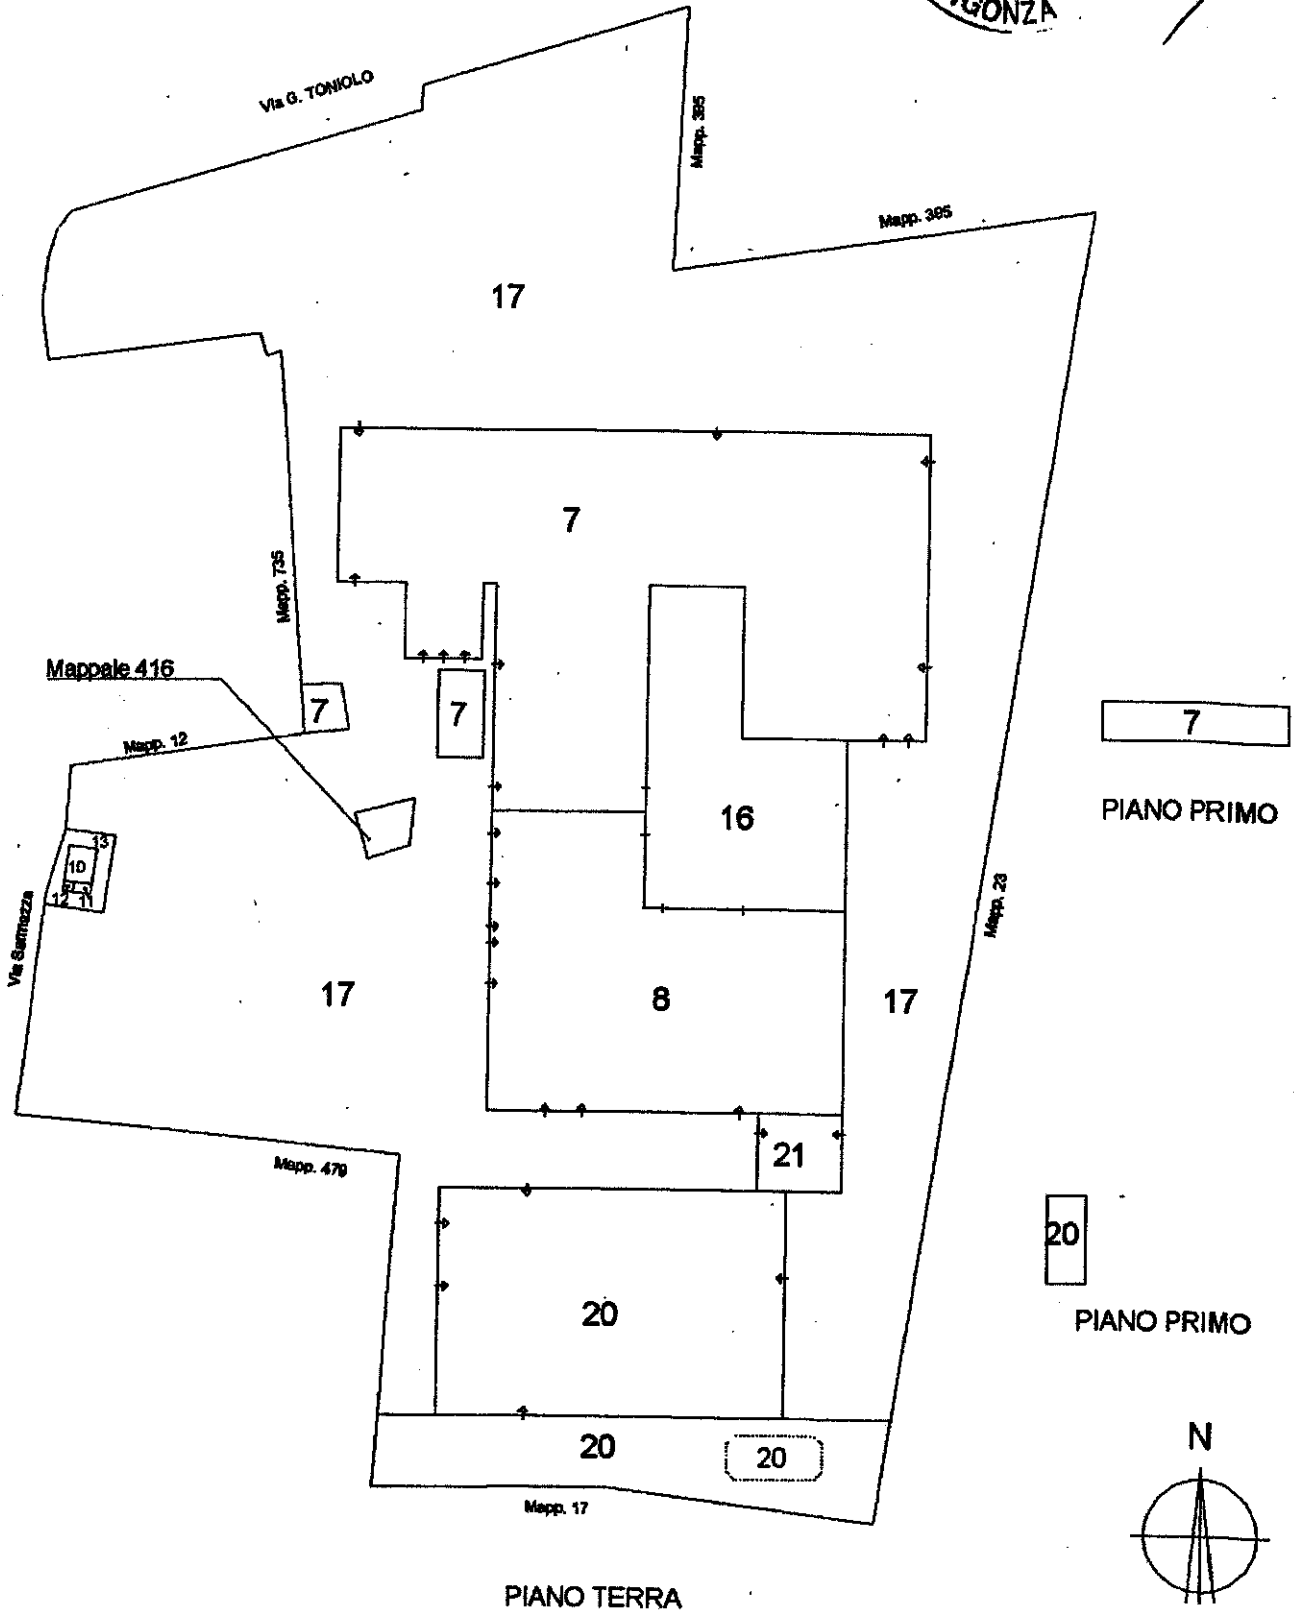 IGONZA
Via G. TONIOLO
Mapp. 395
Mapp. 395
17
7
Mapp. 735
Mappale 416
7
7
7
Mapp. 12
PIANO PRIMO
16
13
10
12
11
Via Sarmazza
Mapp. 23
17
8
17
Mapp. 479
21
20
20
PIANO PRIMO
20
20
Mapp. 17
N
PIANO TERRA